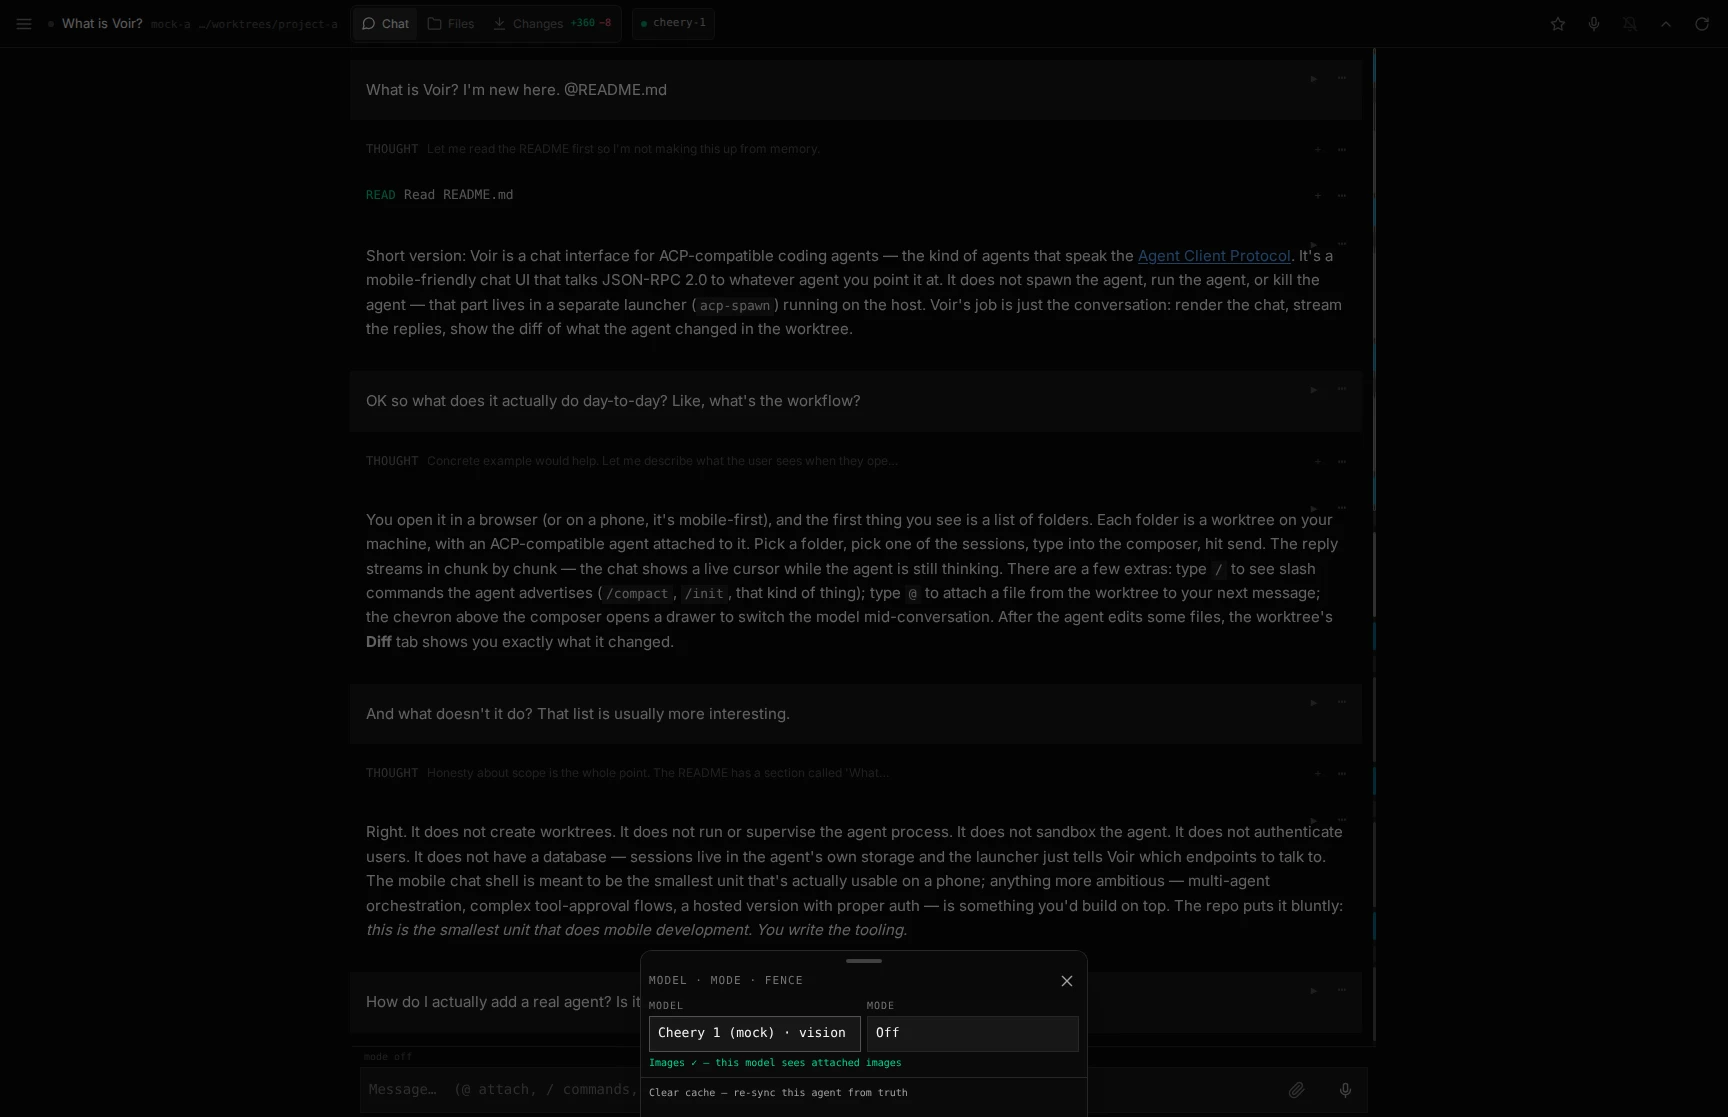 What is Voir? mock-a …/worktrees/project-a Chat Files Changes +360 −8 cheery-1
What is Voir? I'm new here. @README.md
THOUGHT Let me read the README first so I'm not making this up from memory.
READ Read README.md
Short version: Voir is a chat interface for ACP-compatible coding agents — the kind of agents that speak the Agent Client Protocol. It's a
mobile-friendly chat UI that talks JSON-RPC 2.0 to whatever agent you point it at. It does not spawn the agent, run the agent, or kill the
agent — that part lives in a separate launcher (acp-spawn) running on the host. Voir's job is just the conversation: render the chat, stream
the replies, show the diff of what the agent changed in the worktree.
OK so what does it actually do day-to-day? Like, what's the workflow?
THOUGHT Concrete example would help. Let me describe what the user sees when they ope…
You open it in a browser (or on a phone, it's mobile-first), and the first thing you see is a list of folders. Each folder is a worktree on your
machine, with an ACP-compatible agent attached to it. Pick a folder, pick one of the sessions, type into the composer, hit send. The reply
streams in chunk by chunk — the chat shows a live cursor while the agent is still thinking. There are a few extras: type / to see slash
commands the agent advertises (/compact, /init, that kind of thing); type @ to attach a file from the worktree to your next message;
the chevron above the composer opens a drawer to switch the model mid-conversation. After the agent edits some files, the worktree's
Diff tab shows you exactly what it changed.
And what doesn't it do? That list is usually more interesting.
THOUGHT Honesty about scope is the whole point. The README has a section called 'What…
Right. It does not create worktrees. It does not run or supervise the agent process. It does not sandbox the agent. It does not authenticate
users. It does not have a database — sessions live in the agent's own storage and the launcher just tells Voir which endpoints to talk to.
The mobile chat shell is meant to be the smallest unit that's actually usable on a phone; anything more ambitious — multi-agent
orchestration, complex tool-approval flows, a hosted version with proper auth — is something you'd build on top. The repo puts it bluntly:
this is the smallest unit that does mobile development. You write the tooling.
How do I actually add a real agent? Is it
MODEL · MODE · FENCE
MODEL MODE
Cheery 1 (mock) · vision Off
Images ✓ — this model sees attached images
Clear cache — re-sync this agent from truth
mode off
Message… (@ attach, / commands,